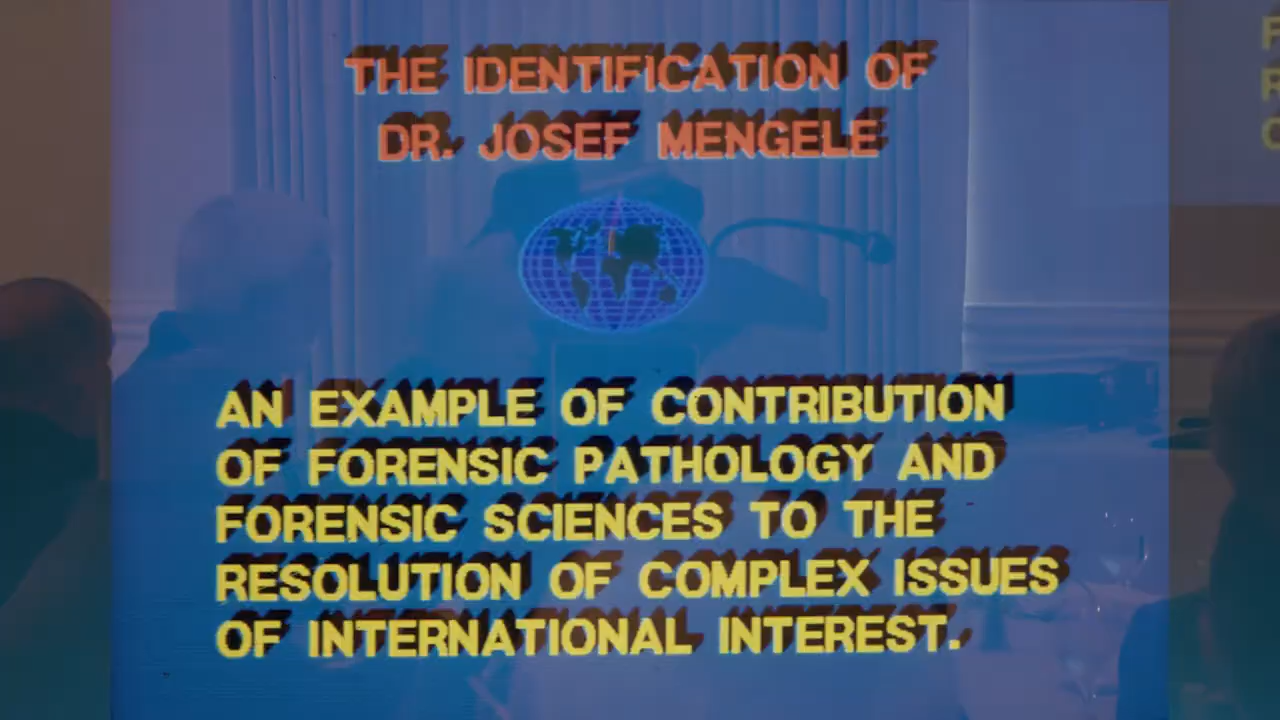 THE IDENTIFICATION OF
DR. JOSEF MENGELE
AN EXAMPLE OF CONTRIBUTION
OF FORENSIC PATHOLOGY AND
FORENSIC SCIENCES TO THE
RESOLUTION OF COMPLEX ISSUES
OF INTERNATIONAL INTEREST.